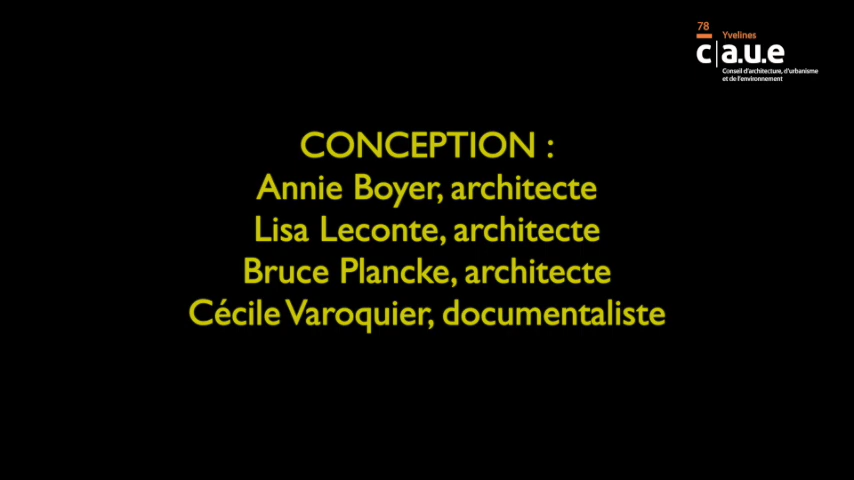 78
Yvelines
c|a.u.e
Conseil d'architecture, d'urbanisme
et de l'environnement
CONCEPTION :
Annie Boyer, architecte
Lisa Leconte, architecte
Bruce Plancke, architecte
Cécile Varoquier, documentaliste